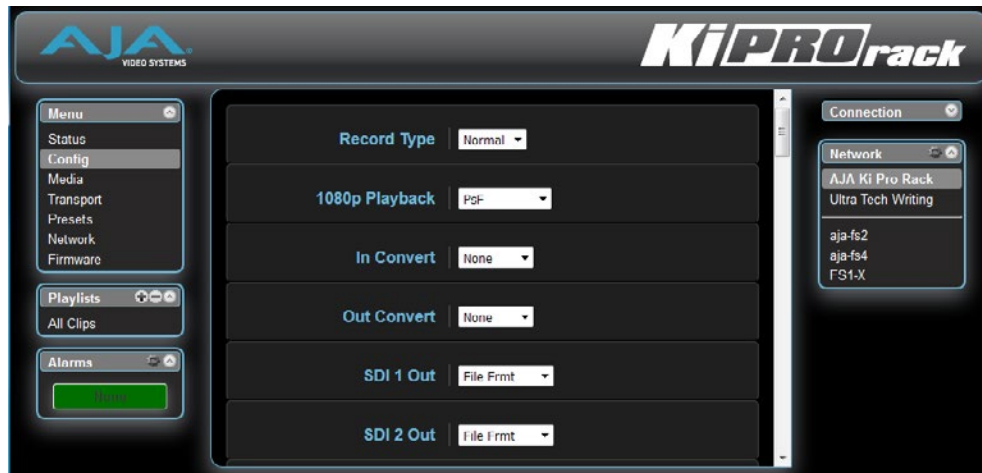 AJA
VIDEO SYSTEMS
KiPROrack
Menu
Status
Config
Media
Transport
Presets
Network
Firmware
Playlists
All Clips
Alarms
None
Record Type Normal
1080p Playback PsF
In Convert None
Out Convert None
SDI 1 Out File Frmt
SDI 2 Out File Frmt
Connection
Network
AJA Ki Pro Rack
Ultra Tech Writing
aja-fs2
aja-fs4
FS1-X